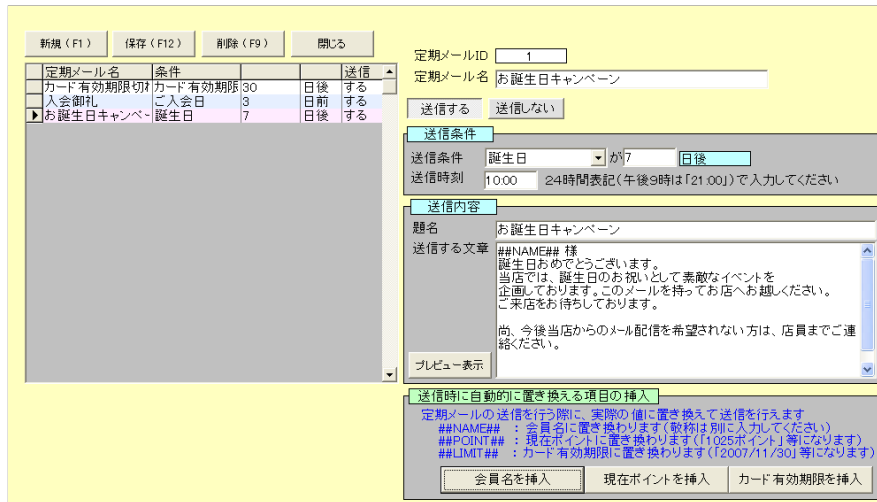 新規（F1） 保存（F12） 削除（F9） 閉じる
定期メール名 条件 送信
カード有効期限切れ カード有効期限 30 日後 する
入会御礼 ご入会日 3 日前 する
お誕生日キャンペー 誕生日 7 日後 する
定期メールID 1
定期メール名 お誕生日キャンペーン
送信する 送信しない
送信条件
送信条件 誕生日 が 7 日後
送信時刻 10:00 24時間表記（午後9時は「21:00」）で入力してください
送信内容
題名 お誕生日キャンペーン
送信する文章 ##NAME## 様
誕生日おめでとうございます。
当店では、誕生日のお祝いとして素敵なイベントを
企画しております。このメールを持ってお店へお越しください。
ご来店をお待ちしております。
尚、今後当店からのメール配信を希望されない方は、店員までご連
絡ください。
プレビュー表示
送信時に自動的に置き換える項目の挿入
定期メールの送信を行う際に、実際の値に置き換えて送信を行えます
##NAME## ：会員名に置き換わります（敬称は別に入力してください）
##POINT## ：現在ポイントに置き換わります（「1025ポイント」等になります）
##LIMIT## ：カード有効期限に置き換わります（「2007/11/30」等になります）
会員名を挿入 現在ポイントを挿入 カード有効期限を挿入